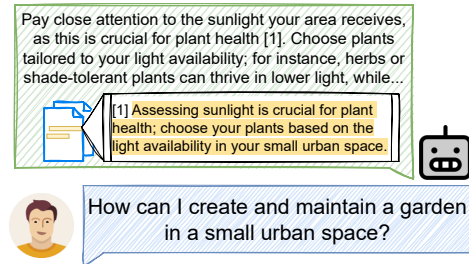 Pay close attention to the sunlight your area receives,
as this is crucial for plant health [1]. Choose plants
tailored to your light availability; for instance, herbs or
shade-tolerant plants can thrive in lower light, while...
[1] Assessing sunlight is crucial for plant
health; choose your plants based on the
light availability in your small urban space.
How can I create and maintain a garden
in a small urban space?